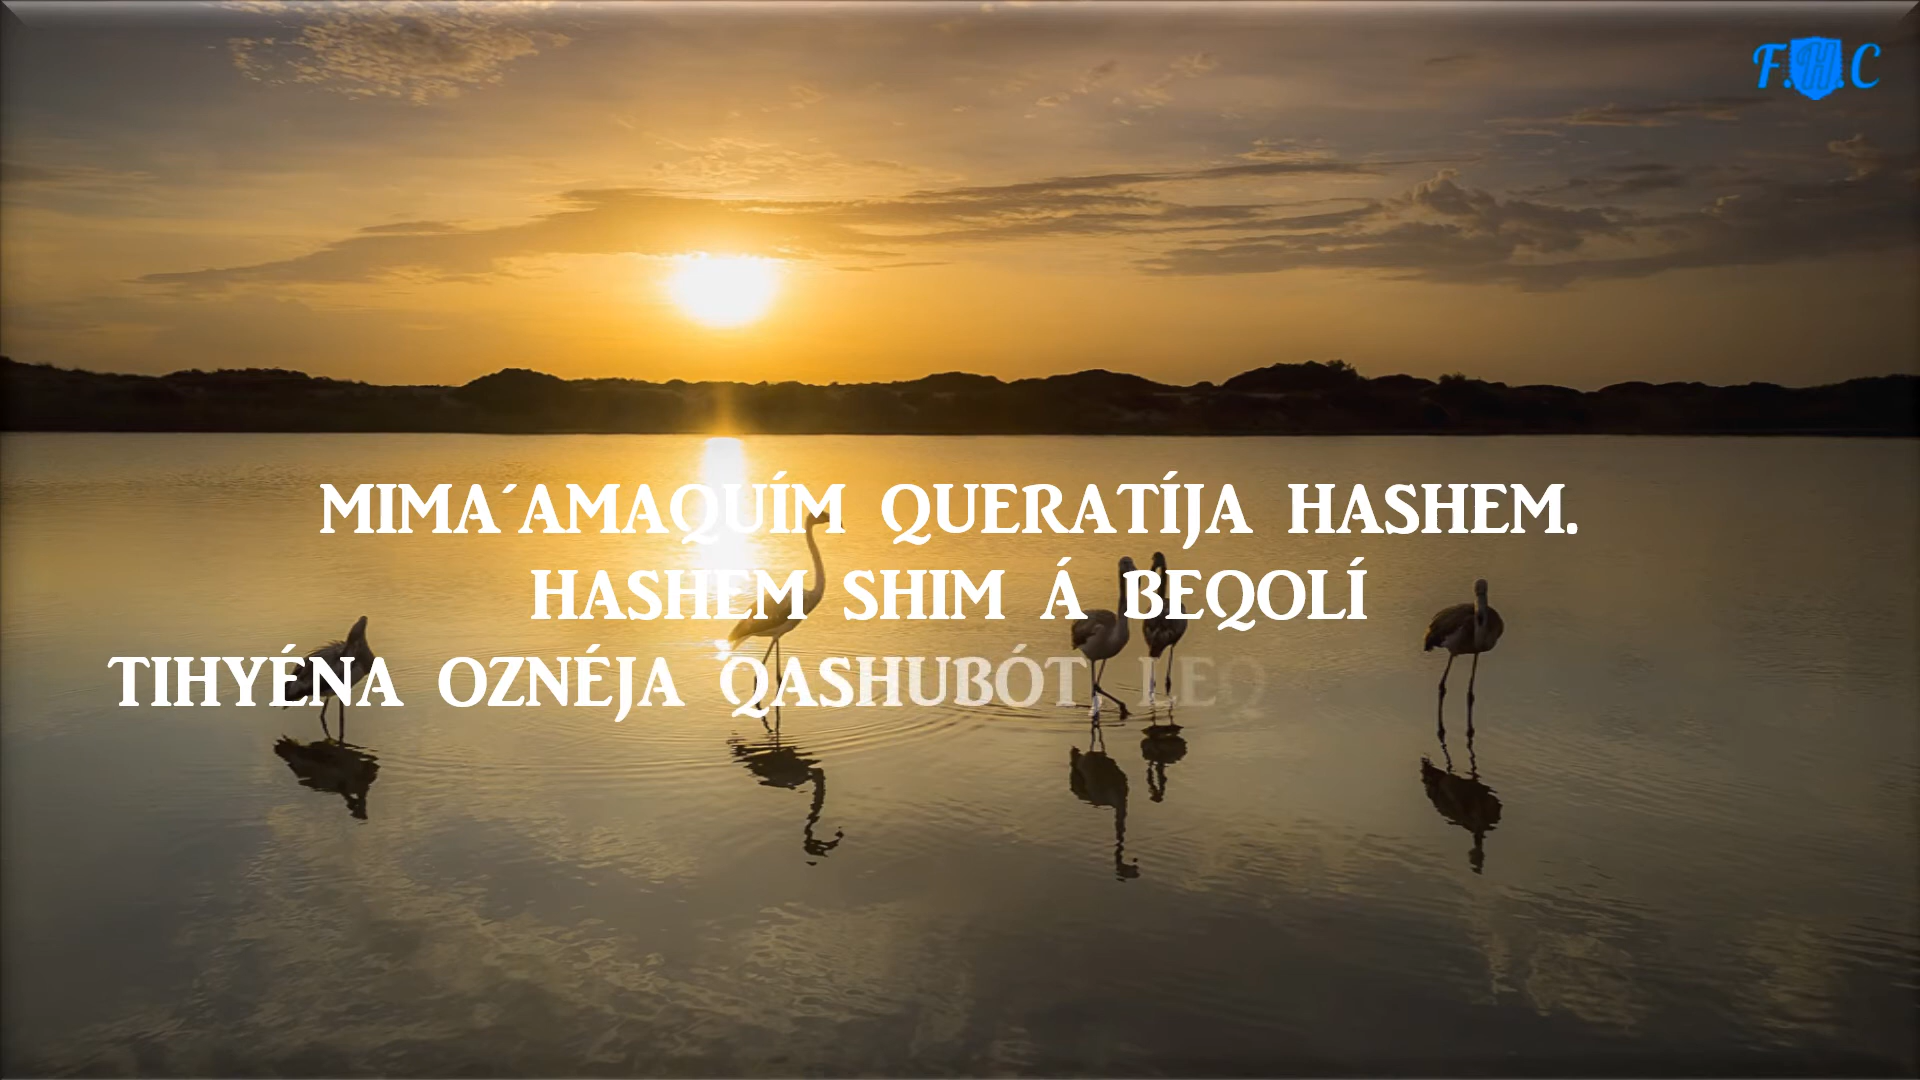 F.H.C
MIMA´AMAQUÍM QUERATÍJA HASHEM.
HASHEM SHIM Á BEQOLÍ
TIHYÉNA OZNÉJA QASHUBÓT, LEQ